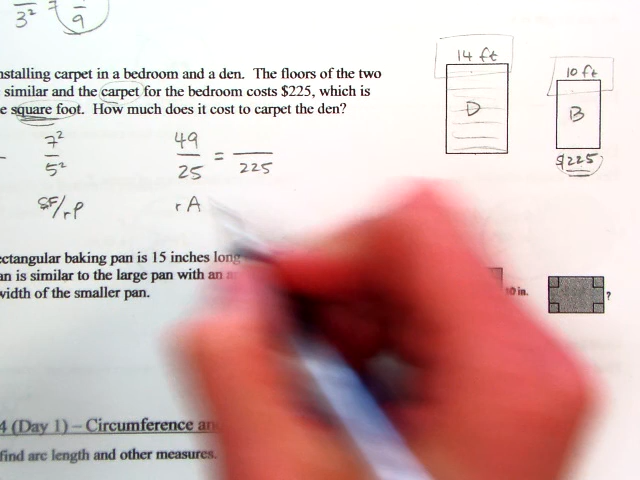 3² = 9
14 ft
10 ft
nstalling carpet in a bedroom and a den. The floors of the two
similar and the carpet for the bedroom costs $225, which is
e square foot. How much does it cost to carpet the den?
D
B
$225
7²
5²
49
25
=
225
SF/rP
rA
ectangular baking pan is 15 inches long
an is similar to the large pan with an
width of the smaller pan.
10 in.
?
4 (Day 1) – Circumference an
find arc length and other measures.